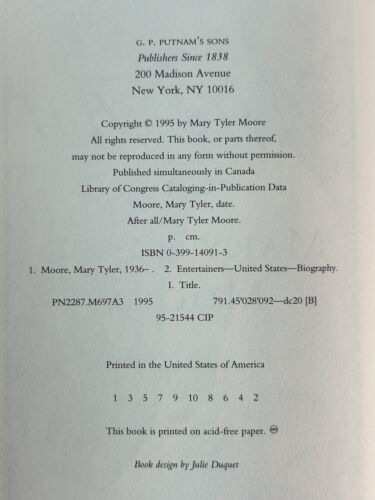 G. P. PUTNAM'S SONS
Publishers Since 1838
200 Madison Avenue
New York, NY 10016
Copyright © 1995 by Mary Tyler Moore
All rights reserved. This book, or parts thereof,
may not be reproduced in any form without permission.
Published simultaneously in Canada
Library of Congress Cataloging-in-Publication Data
Moore, Mary Tyler, date.
After all/Mary Tyler Moore.
p. cm.
ISBN 0-399-14091-3
1. Moore, Mary Tyler, 1936– . 2. Entertainers—United States—Biography.
I. Title.
PN2287.M697A3 1995 791.45'028'092—dc20 [B]
95-21544 CIP
Printed in the United States of America
1 3 5 7 9 10 8 6 4 2
This book is printed on acid-free paper. ♾
Book design by Julie Duquet